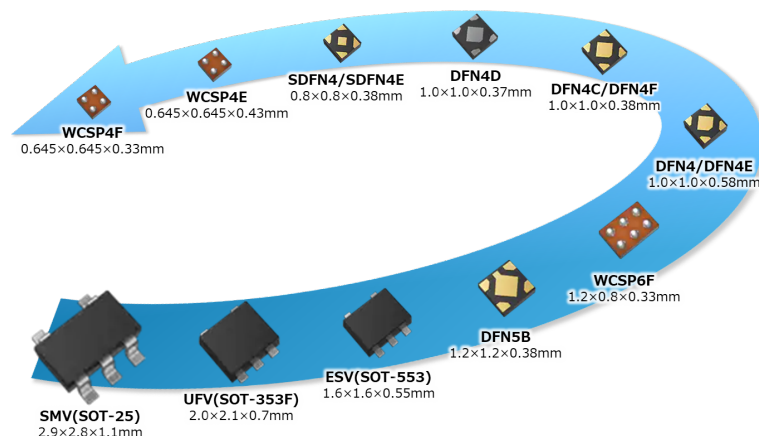 SDFN4/SDFN4E
0.8×0.8×0.38mm
DFN4D
1.0×1.0×0.37mm
DFN4C/DFN4F
1.0×1.0×0.38mm
WCSP4E
0.645×0.645×0.43mm
WCSP4F
0.645×0.645×0.33mm
DFN4/DFN4E
1.0×1.0×0.58mm
WCSP6F
1.2×0.8×0.33mm
DFN5B
1.2×1.2×0.38mm
ESV(SOT-553)
1.6×1.6×0.55mm
UFV(SOT-353F)
2.0×2.1×0.7mm
SMV(SOT-25)
2.9×2.8×1.1mm